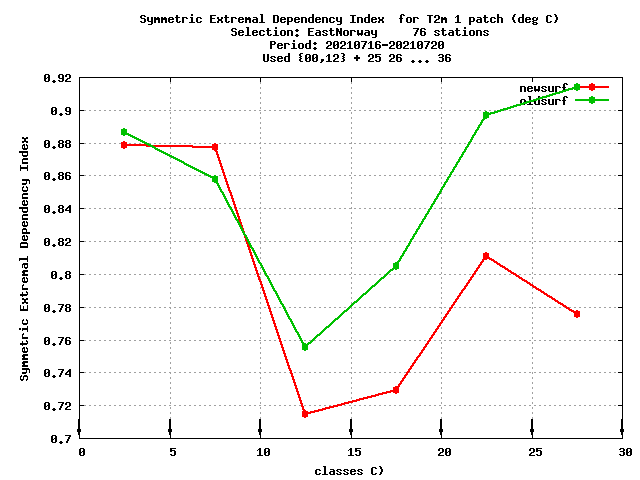 Symmetric Extremal Dependency Index  for T2m 1 patch (deg C)
Selection: EastNorway     76 stations
Period: 20210716-20210720
Used {00,12} + 25 26 ... 36
newsurf
oldsurf
0.92
0.9
0.88
0.86
0.84
0.82
0.8
0.78
0.76
0.74
0.72
0.7
Symmetric Extremal Dependency Index
0 5 10 15 20 25 30
classes C)